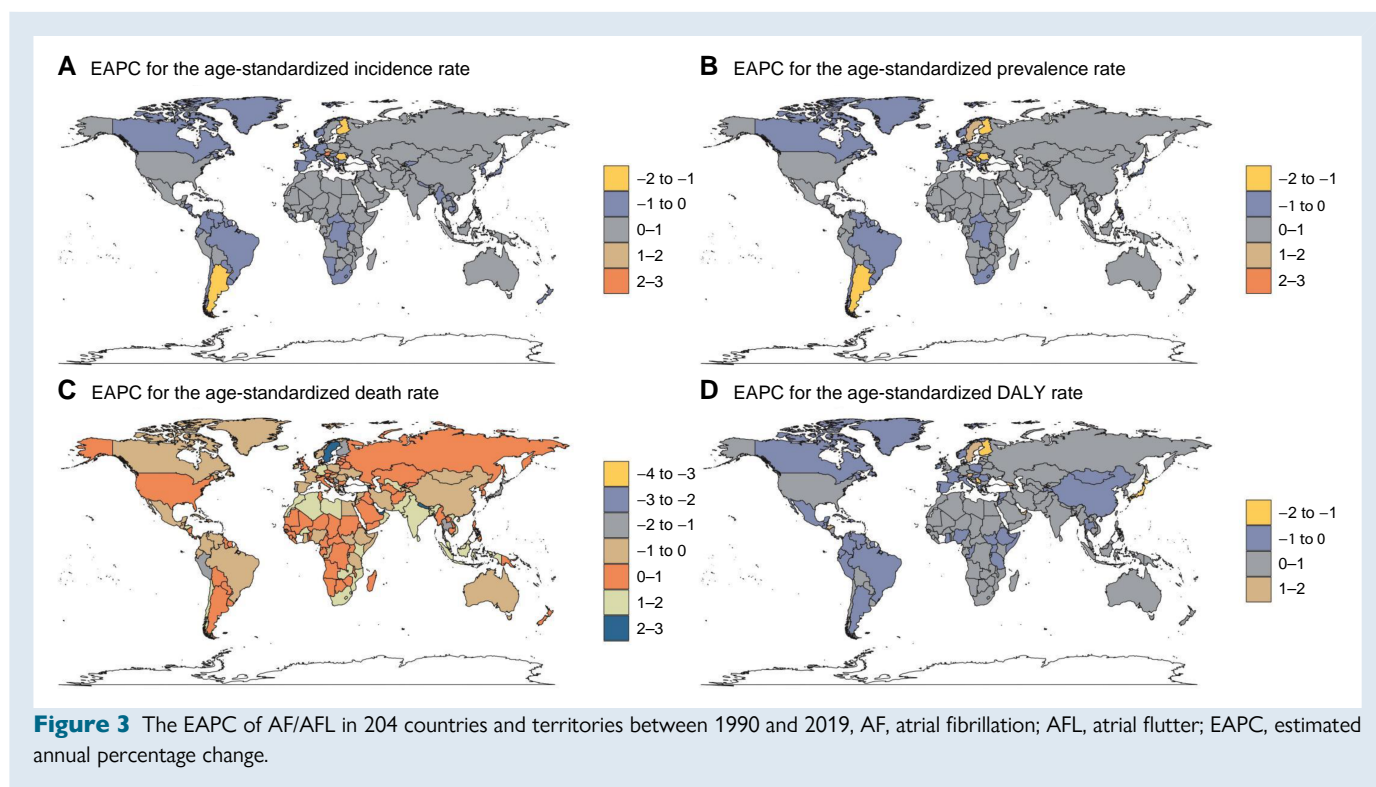 A EAPC for the age-standardized incidence rate
–2 to –1
–1 to 0
0–1
1–2
2–3
B EAPC for the age-standardized prevalence rate
–2 to –1
–1 to 0
0–1
1–2
2–3
C EAPC for the age-standardized death rate
–4 to –3
–3 to –2
–2 to –1
–1 to 0
0–1
1–2
2–3
D EAPC for the age-standardized DALY rate
–2 to –1
–1 to 0
0–1
1–2
Figure 3 The EAPC of AF/AFL in 204 countries and territories between 1990 and 2019, AF, atrial fibrillation; AFL, atrial flutter; EAPC, estimated
annual percentage change.